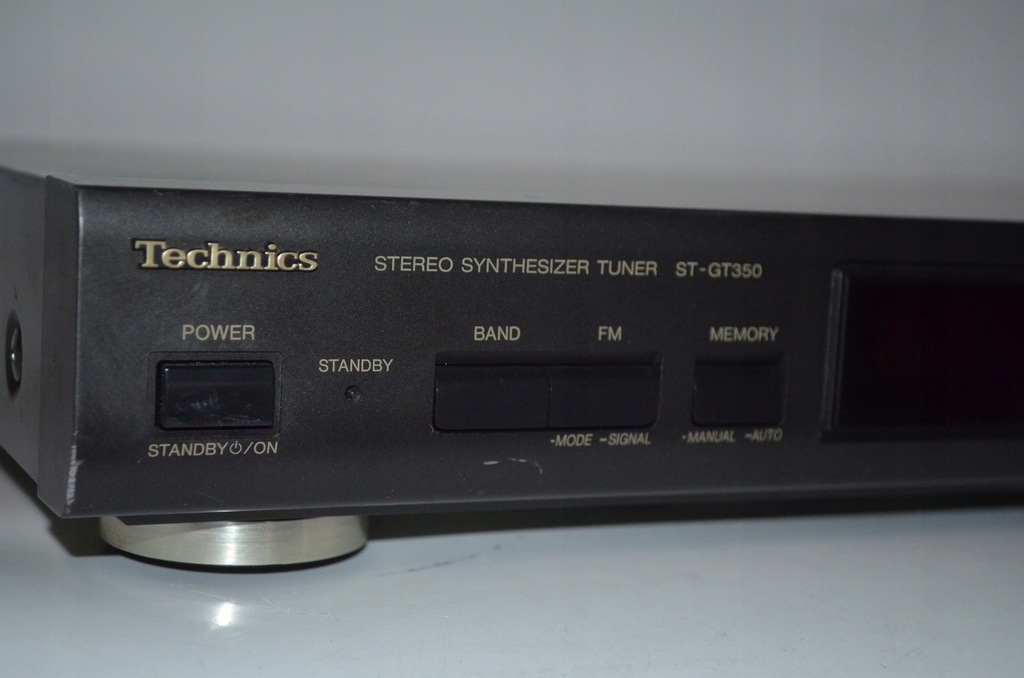 Technics
STEREO SYNTHESIZER TUNER ST-GT350
POWER
STANDBY
BAND
FM
MEMORY
STANDBY⏻/ON
-MODE –SIGNAL
-MANUAL –AUTO